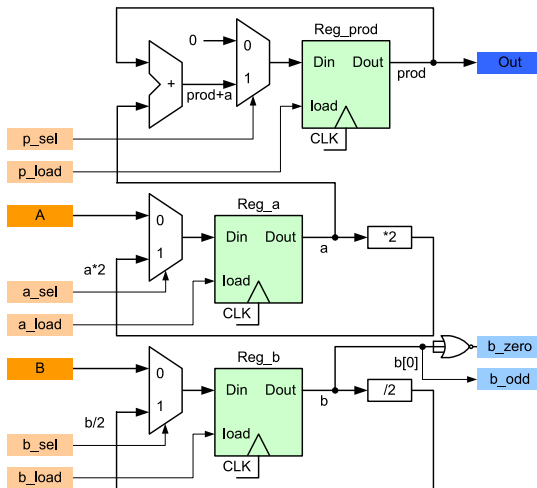 Reg_prod
0
0
Din
Dout
Out
+
prod
1
prod+a
load
p_sel
CLK
p_load
Reg_a
A
0
Din
Dout
*2
a
1
a*2
load
a_sel
CLK
a_load
Reg_b
b_zero
B
0
b[0]
b_odd
Din
Dout
/2
b
1
b/2
load
b_sel
CLK
b_load